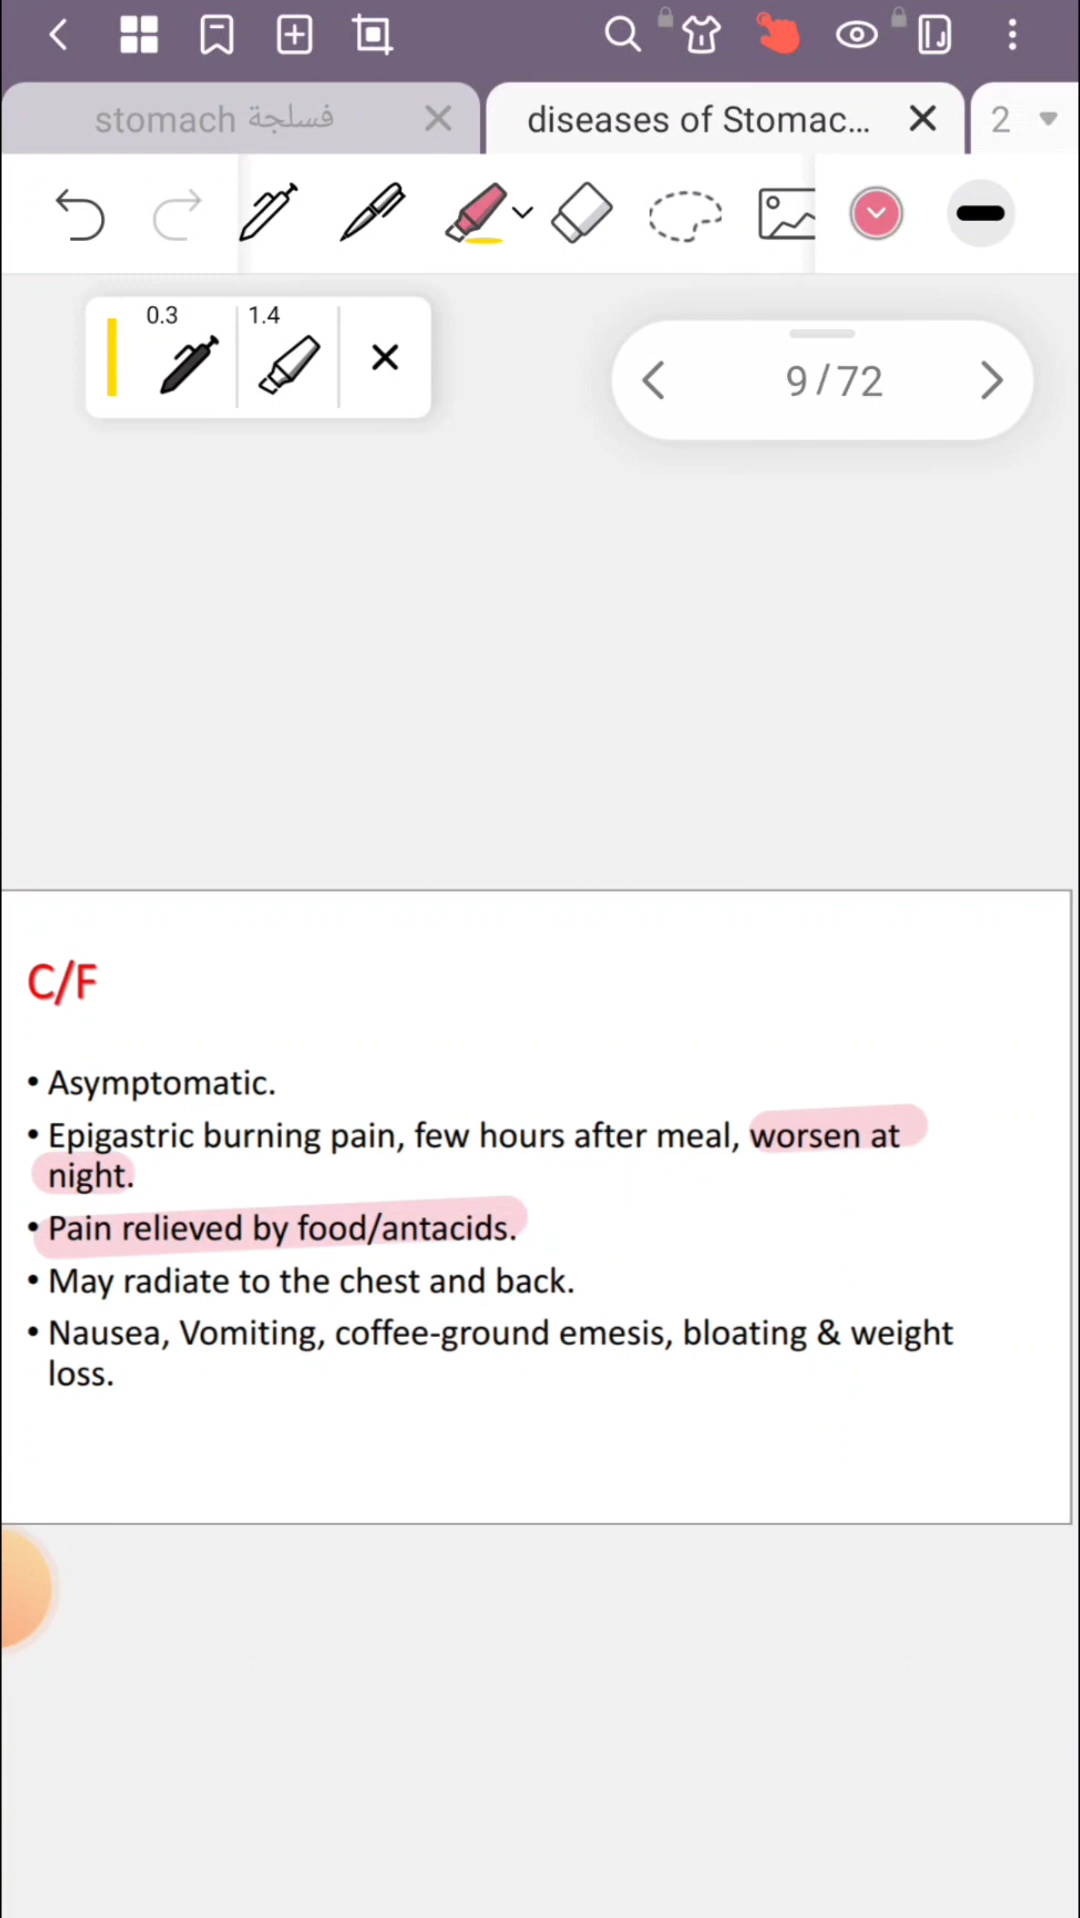 stomach فسلجة
diseases of Stomac...
2
0.3
1.4
9/72
C/F
• Asymptomatic.
• Epigastric burning pain, few hours after meal, worsen at
night.
• Pain relieved by food/antacids.
• May radiate to the chest and back.
• Nausea, Vomiting, coffee-ground emesis, bloating & weight
loss.